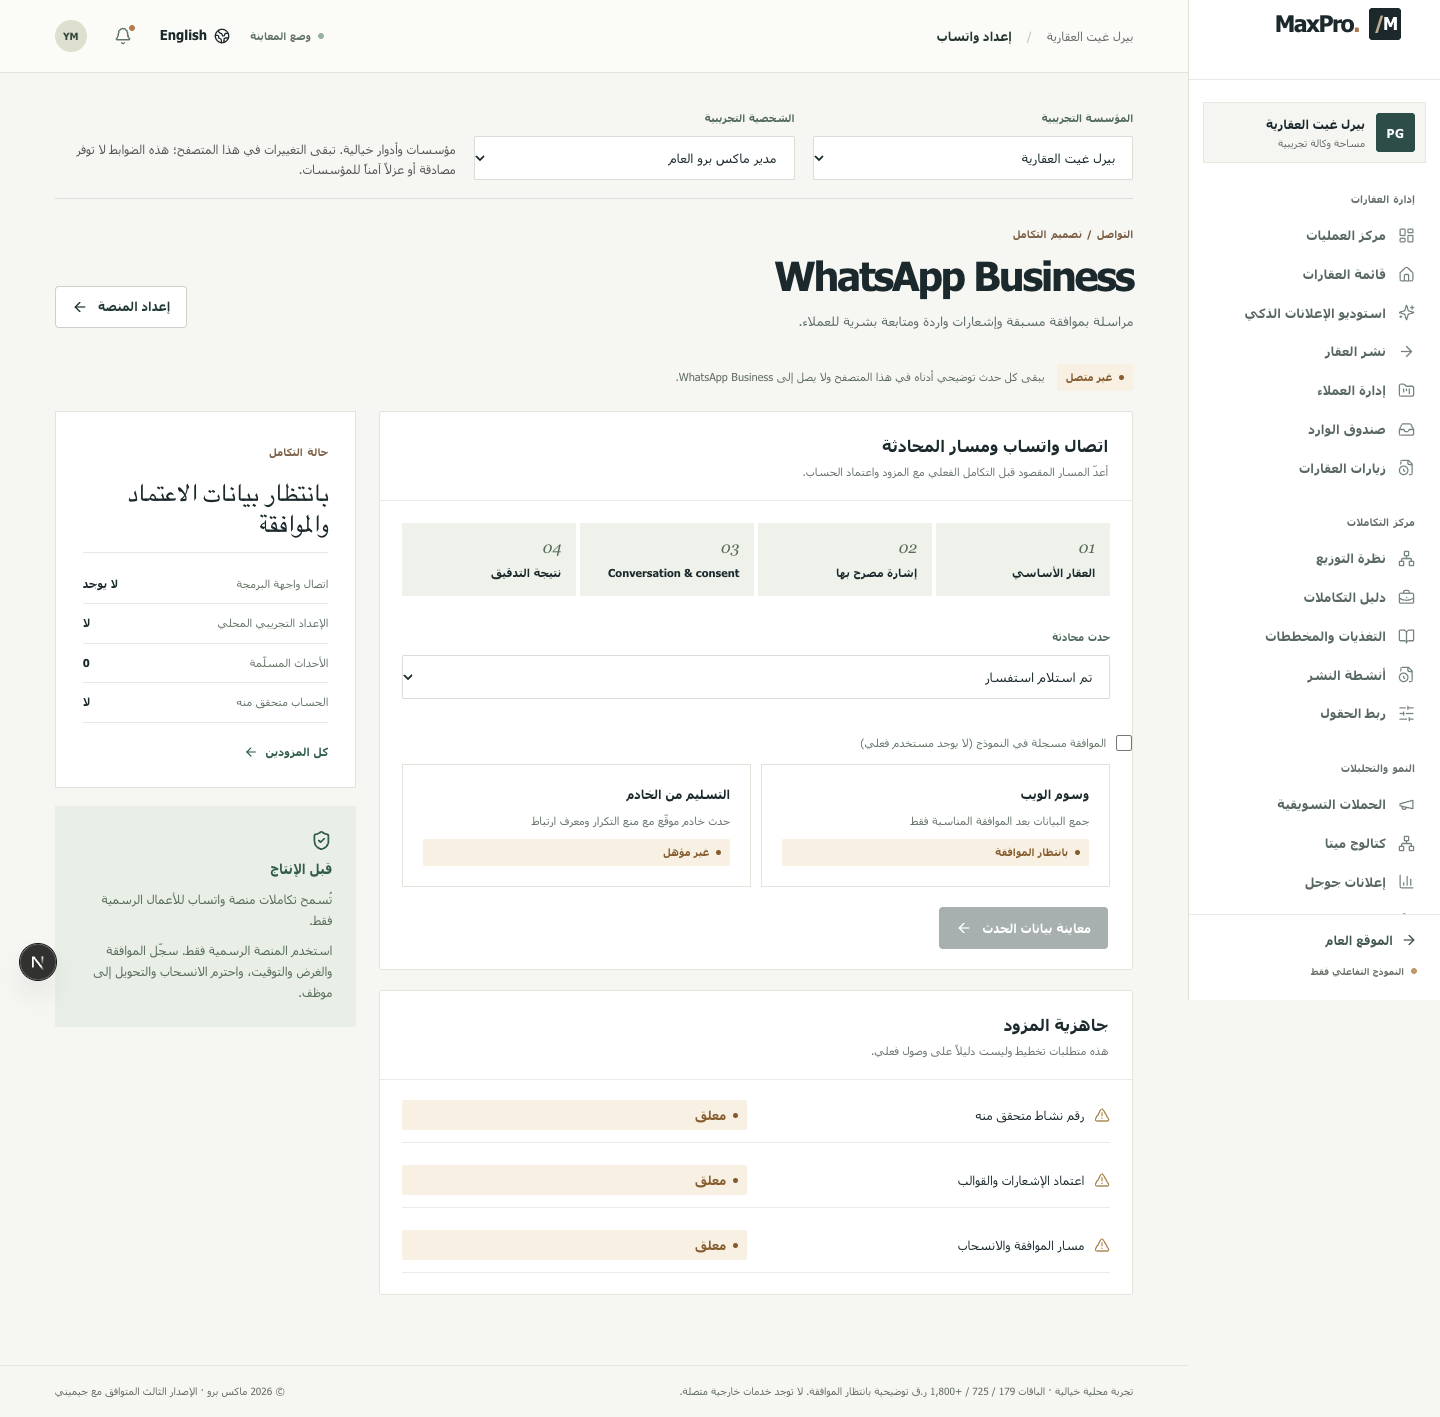 MaxPro.
/M
بيرل غيت العقارية
مساحة وكالة تجريبية
PG
إدارة العقارات
مركز العمليات
قائمة العقارات
استوديو الإعلانات الذكي
نشر العقار
إدارة العملاء
صندوق الوارد
زيارات العقارات
مركز التكاملات
نظرة التوزيع
دليل التكاملات
التغذيات والمخططات
أنشطة النشر
ربط الحقول
النمو والتحليلات
الحملات التسويقية
كتالوج ميتا
إعلانات جوجل
الموقع العام
النموذج التفاعلي فقط
بيرل غيت العقارية / إعداد واتساب
وضع المعاينة
English
YM
المؤسسة التجريبية
بيرل غيت العقارية
الشخصية التجريبية
مدير ماكس برو العام
مؤسسات وأدوار خيالية. تبقى التغييرات في هذا المتصفح؛ هذه الضوابط لا توفر
مصادقة أو عزلاً آمناً للمؤسسات.
التواصل / تصميم التكامل
WhatsApp Business
مراسلة بموافقة مسبقة وإشعارات واردة ومتابعة بشرية للعملاء.
إعداد المنصة
غير متصل
يبقى كل حدث توضيحي أدناه في هذا المتصفح ولا يصل إلى WhatsApp Business.
اتصال واتساب ومسار المحادثة
أعدّ المسار المقصود قبل التكامل الفعلي مع المزود واعتماد الحساب.
01
العقار الأساسي
02
إشارة مصرح بها
03
Conversation & consent
04
نتيجة التدقيق
حدث محادثة
تم استلام استفسار
الموافقة مسجلة في النموذج (لا يوجد مستخدم فعلي)
وسوم الويب
جمع البيانات بعد الموافقة المناسبة فقط
بانتظار الموافقة
التسليم من الخادم
حدث خادم موقّع مع منع التكرار ومعرف ارتباط
غير مؤهل
معاينة بيانات الحدث
جاهزية المزود
هذه متطلبات تخطيط وليست دليلاً على وصول فعلي.
رقم نشاط متحقق منه
معلق
اعتماد الإشعارات والقوالب
معلق
مسار الموافقة والانسحاب
معلق
حالة التكامل
بانتظار بيانات الاعتماد
والموافقة
اتصال واجهة البرمجة
لا يوجد
الإعداد التجريبي المحلي
لا
الأحداث المسلّمة
0
الحساب متحقق منه
لا
كل المزودين
قبل الإنتاج
تُسمح تكاملات منصة واتساب للأعمال الرسمية
فقط.
استخدم المنصة الرسمية فقط. سجّل الموافقة
والغرض والتوقيت، واحترم الانسحاب والتحويل إلى
موظف.
N
تجربة محلية خيالية · الباقات 179 / 725 / +1,800 ر.ق توضيحية بانتظار الموافقة. لا توجد خدمات خارجية متصلة.
© 2026 ماكس برو · الإصدار الثالث المتوافق مع جيميني